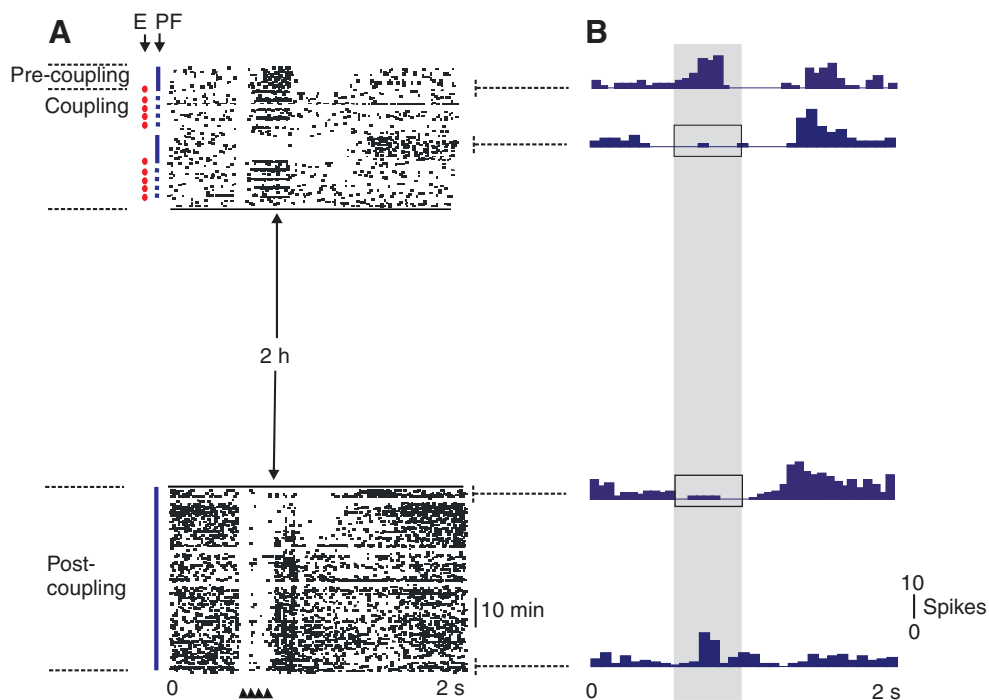 A
E PF
Pre-coupling
Coupling
2 h
Post-
coupling
10 min
0
2 s
B
10
Spikes
0
0
2 s